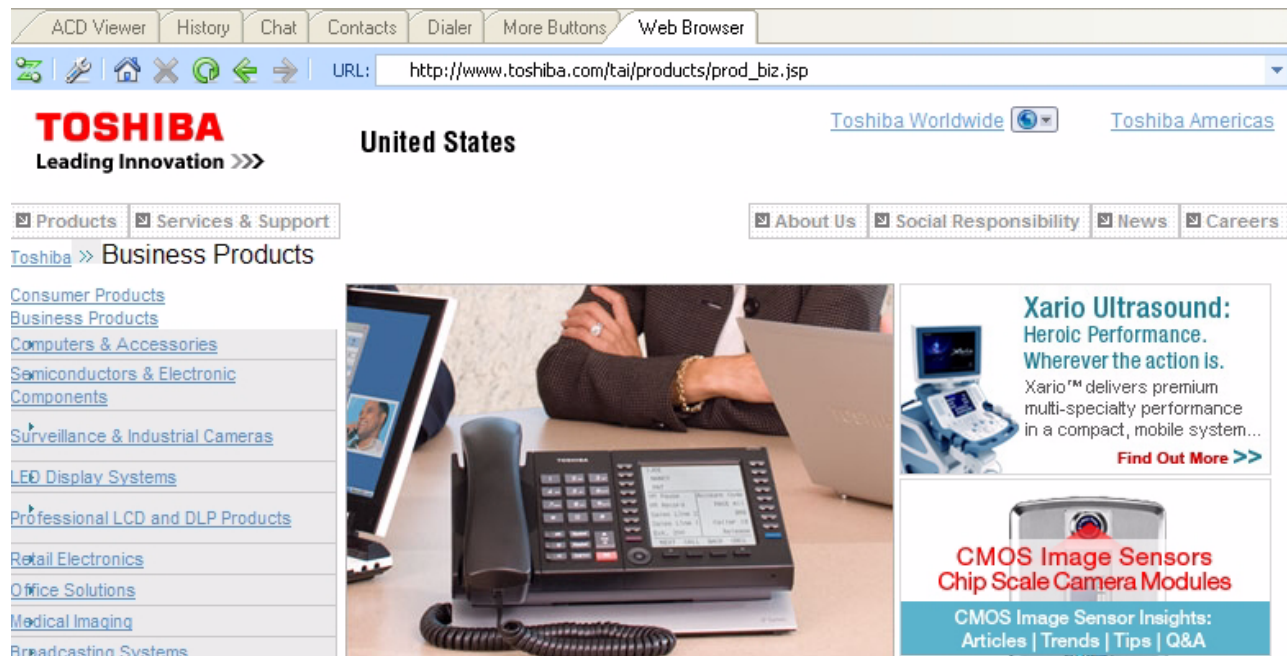 ACD Viewer History Chat Contacts Dialer More Buttons Web Browser
URL: http://www.toshiba.com/tai/products/prod_biz.jsp
TOSHIBA
Leading Innovation >>>
United States
Toshiba Worldwide
Toshiba Americas
Products Services & Support
About Us Social Responsibility News Careers
Toshiba >> Business Products
Consumer Products
Business Products
Computers & Accessories
Semiconductors & Electronic
Components
Surveillance & Industrial Cameras
LED Display Systems
Professional LCD and DLP Products
Retail Electronics
Office Solutions
Medical Imaging
Broadcasting Systems
TOSHIBA
Xario Ultrasound:
Heroic Performance.
Wherever the action is.
Xario™ delivers premium
multi-specialty performance
in a compact, mobile system...
Find Out More >>
CMOS Image Sensors
Chip Scale Camera Modules
CMOS Image Sensor Insights:
Articles | Trends | Tips | Q&A